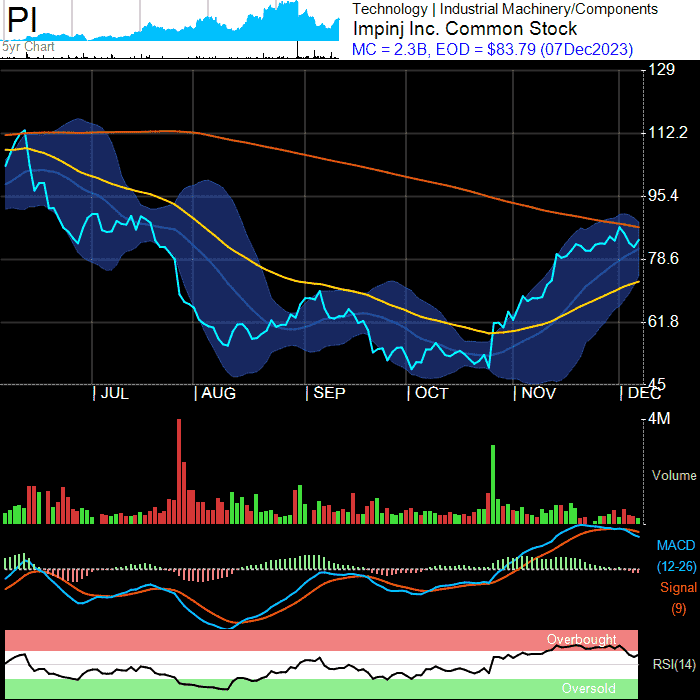 PI
5yr Chart
Technology | Industrial Machinery/Components
Impinj Inc. Common Stock
MC = 2.3B, EOD = $83.79 (07Dec2023)
129
112.2
95.4
78.6
61.8
45
JUL AUG SEP OCT NOV DEC
4M
Volume
MACD
(12-26)
Signal
(9)
Overbought
RSI(14)
Oversold